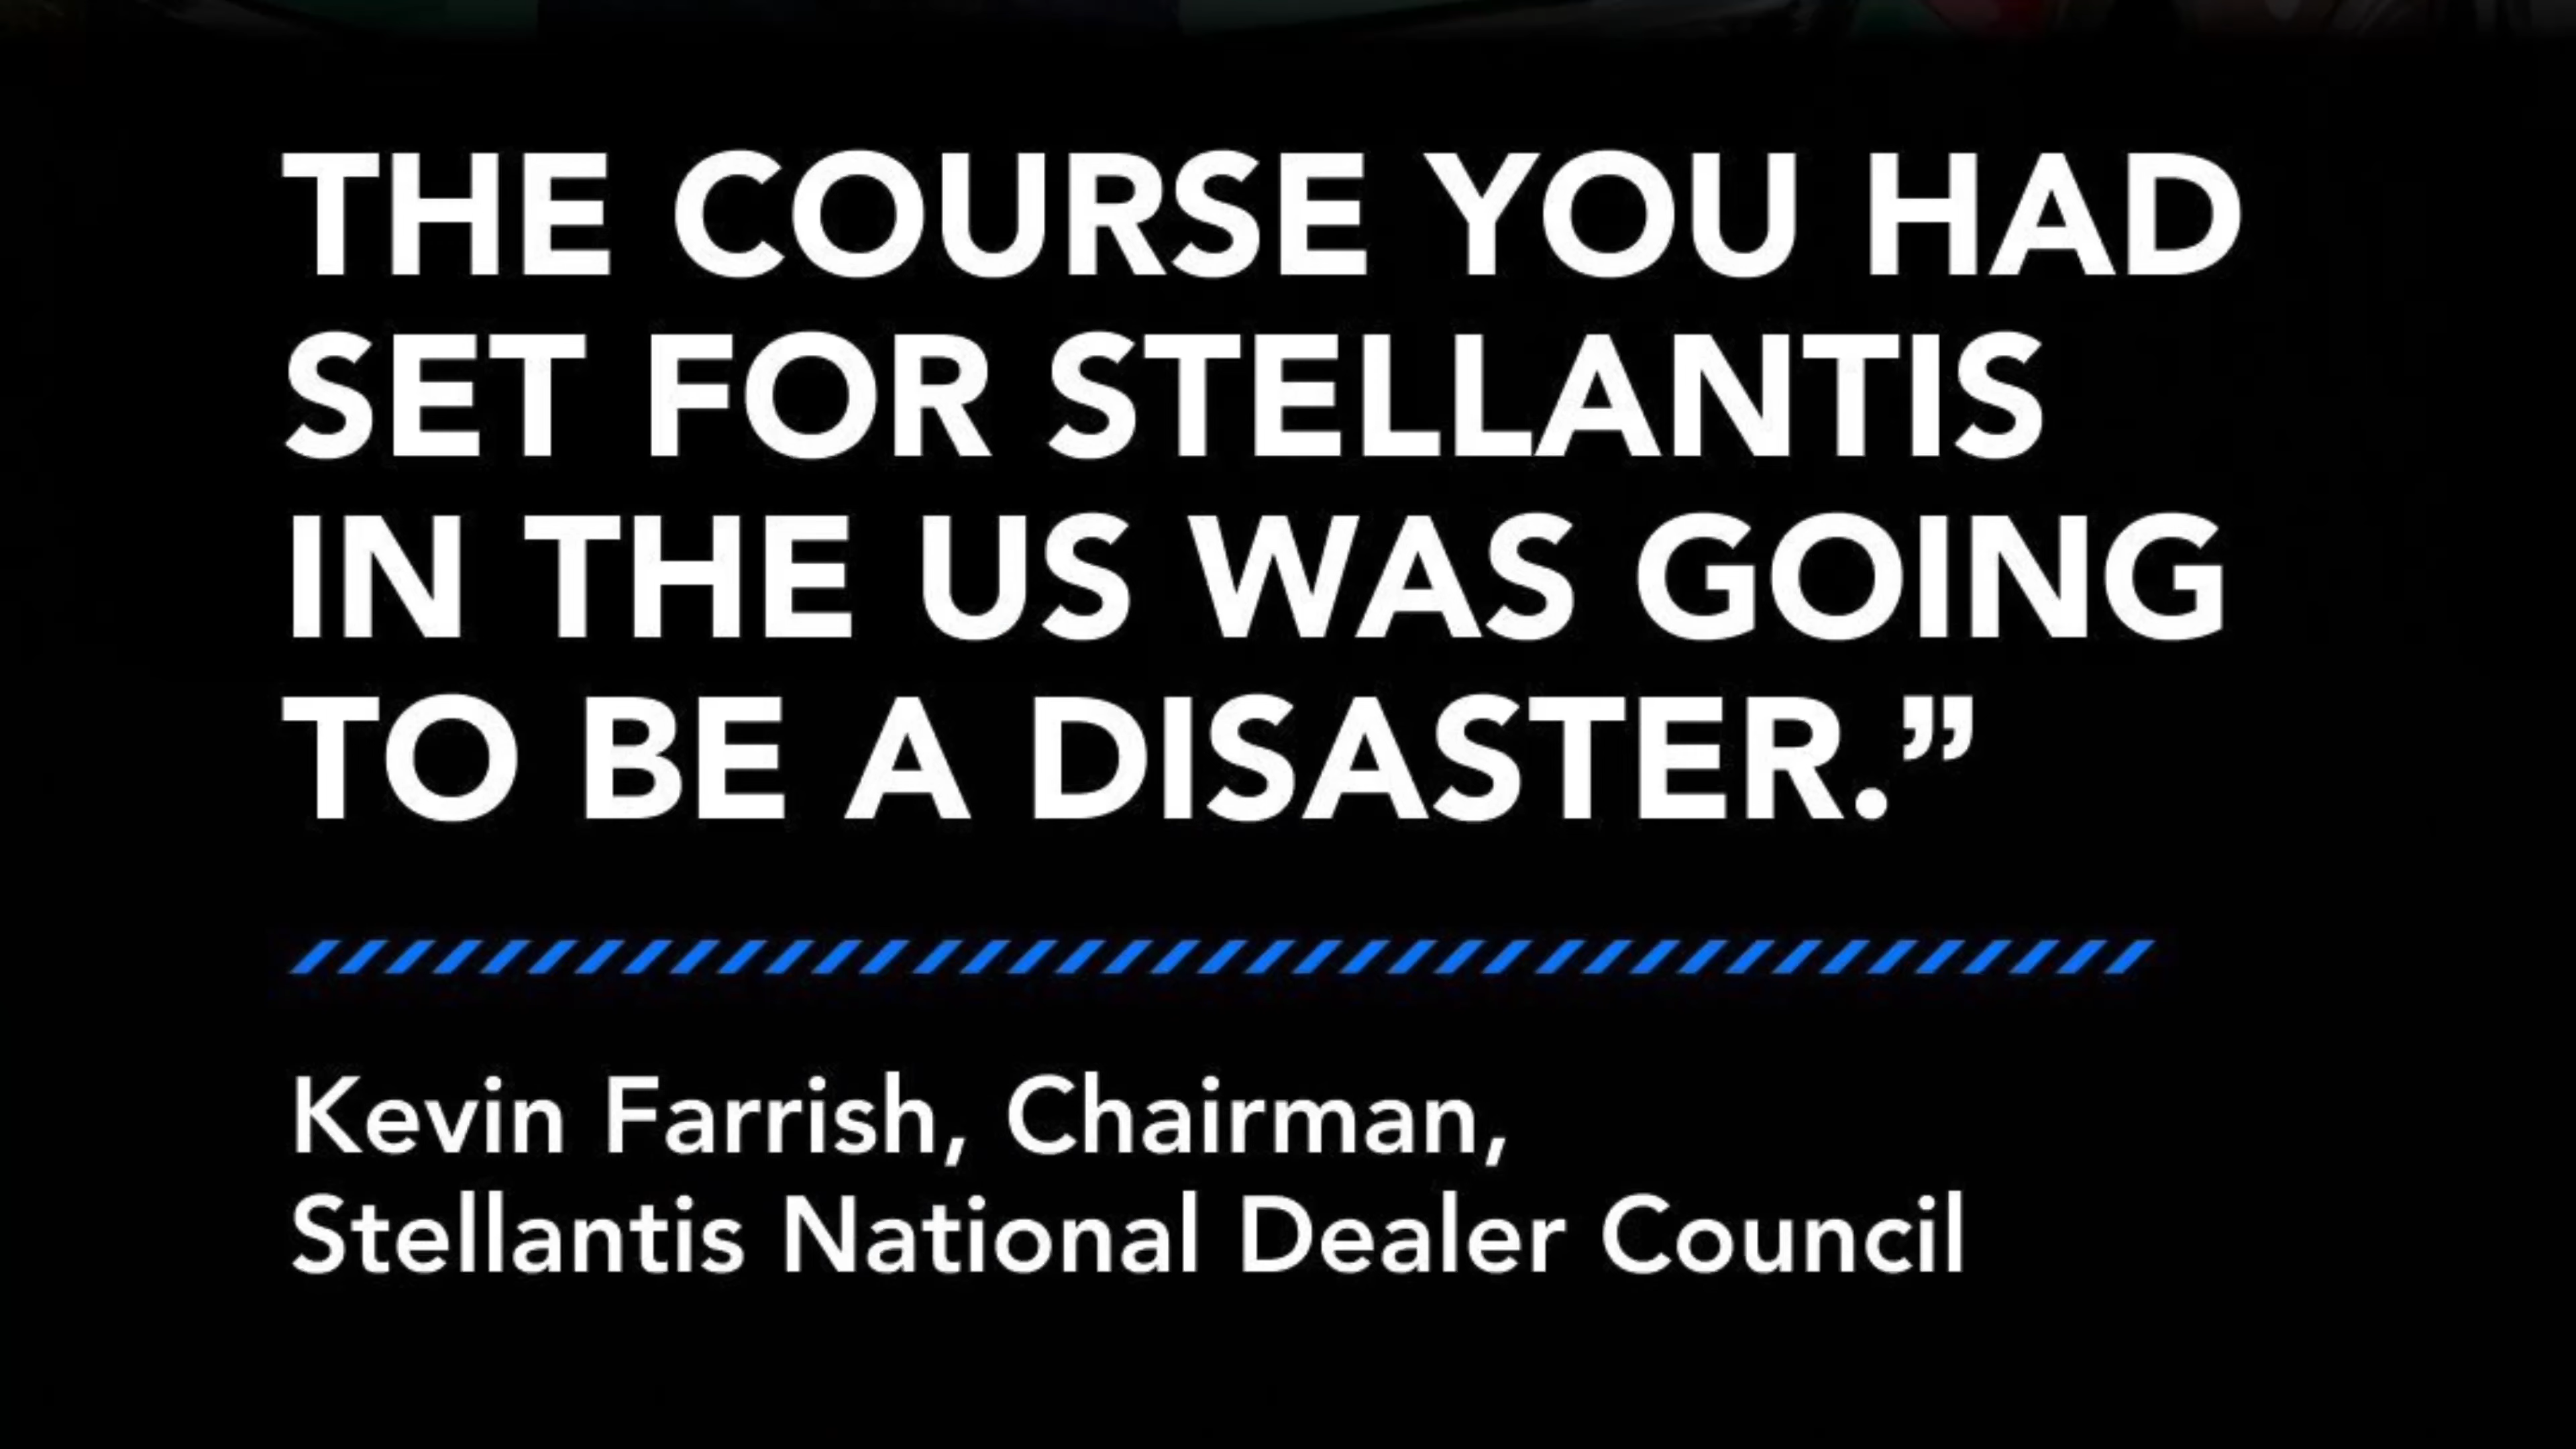 THE COURSE YOU HAD
SET FOR STELLANTIS
IN THE US WAS GOING
TO BE A DISASTER.”
Kevin Farrish, Chairman,
Stellantis National Dealer Council